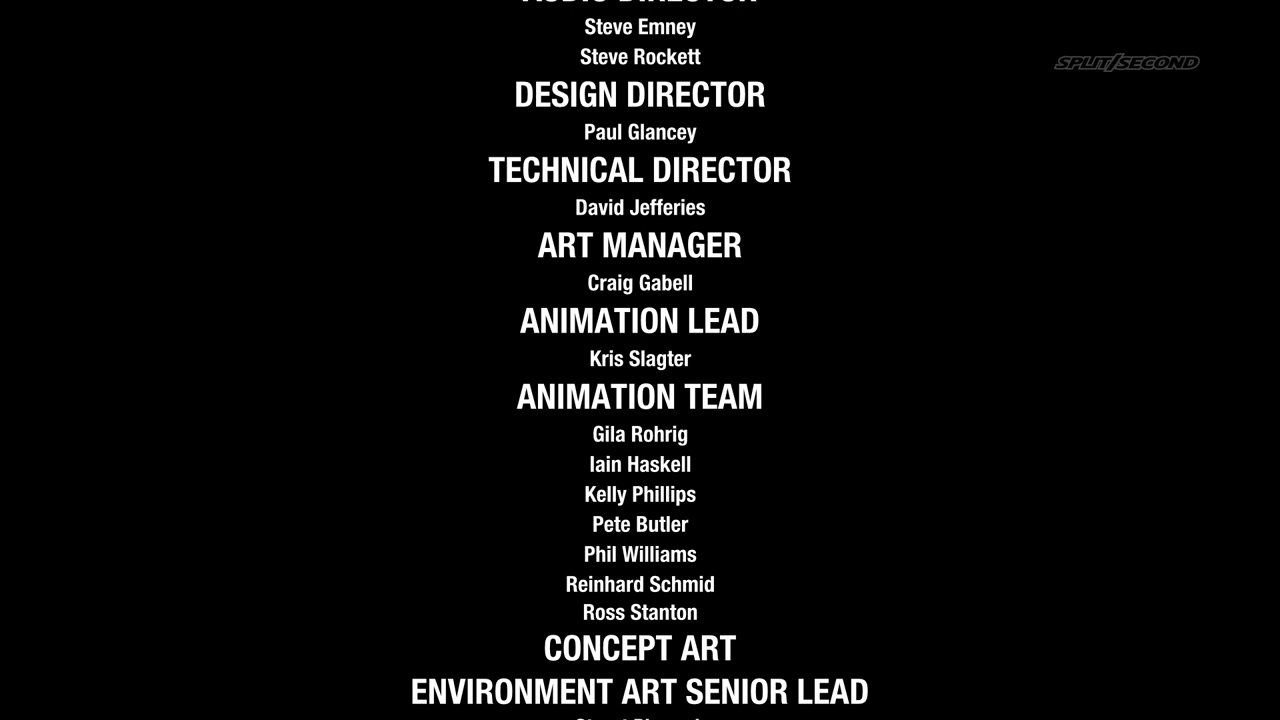 AUDIO DIRECTOR
Steve Emney
Steve Rockett
SPLIT/SECOND
DESIGN DIRECTOR
Paul Glancey
TECHNICAL DIRECTOR
David Jefferies
ART MANAGER
Craig Gabell
ANIMATION LEAD
Kris Slagter
ANIMATION TEAM
Gila Rohrig
Iain Haskell
Kelly Phillips
Pete Butler
Phil Williams
Reinhard Schmid
Ross Stanton
CONCEPT ART
ENVIRONMENT ART SENIOR LEAD